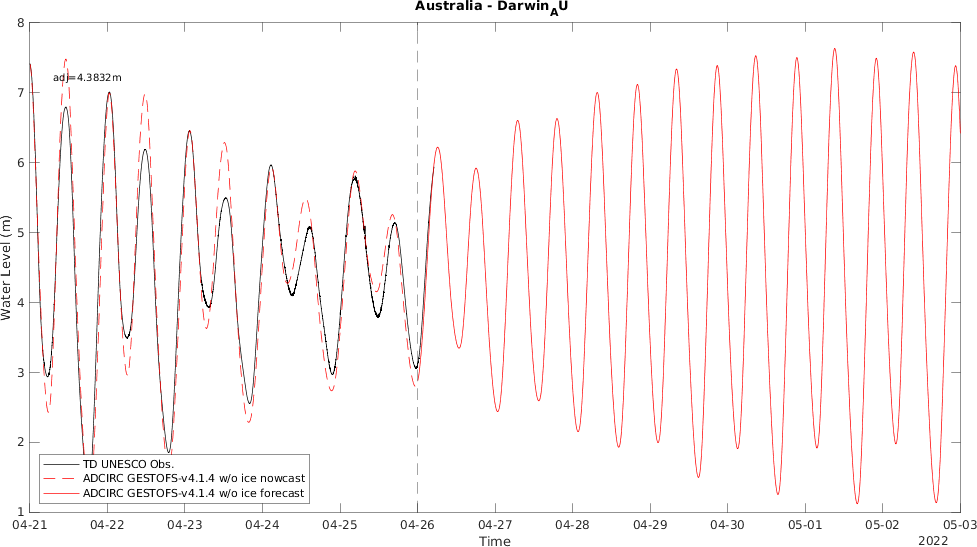 Australia - Darwin_AU
adj=4.3832m
Water Level (m)
8
7
6
5
4
3
2
1
TD UNESCO Obs.
ADCIRC GESTOFS-v4.1.4 w/o ice nowcast
ADCIRC GESTOFS-v4.1.4 w/o ice forecast
04-21 04-22 04-23 04-24 04-25 04-26 04-27 04-28 04-29 04-30 05-01 05-02 05-03
Time
2022